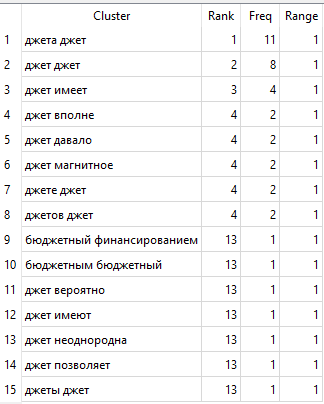 Cluster Rank Freq Range
1 джета джет 1 11 1
2 джет джет 2 8 1
3 джет имеет 3 4 1
4 джет вполне 4 2 1
5 джет давало 4 2 1
6 джет магнитное 4 2 1
7 джете джет 4 2 1
8 джетов джет 4 2 1
9 бюджетный финансированием 13 1 1
10 бюджетным бюджетный 13 1 1
11 джет вероятно 13 1 1
12 джет имеют 13 1 1
13 джет неоднородна 13 1 1
14 джет позволяет 13 1 1
15 джеты джет 13 1 1